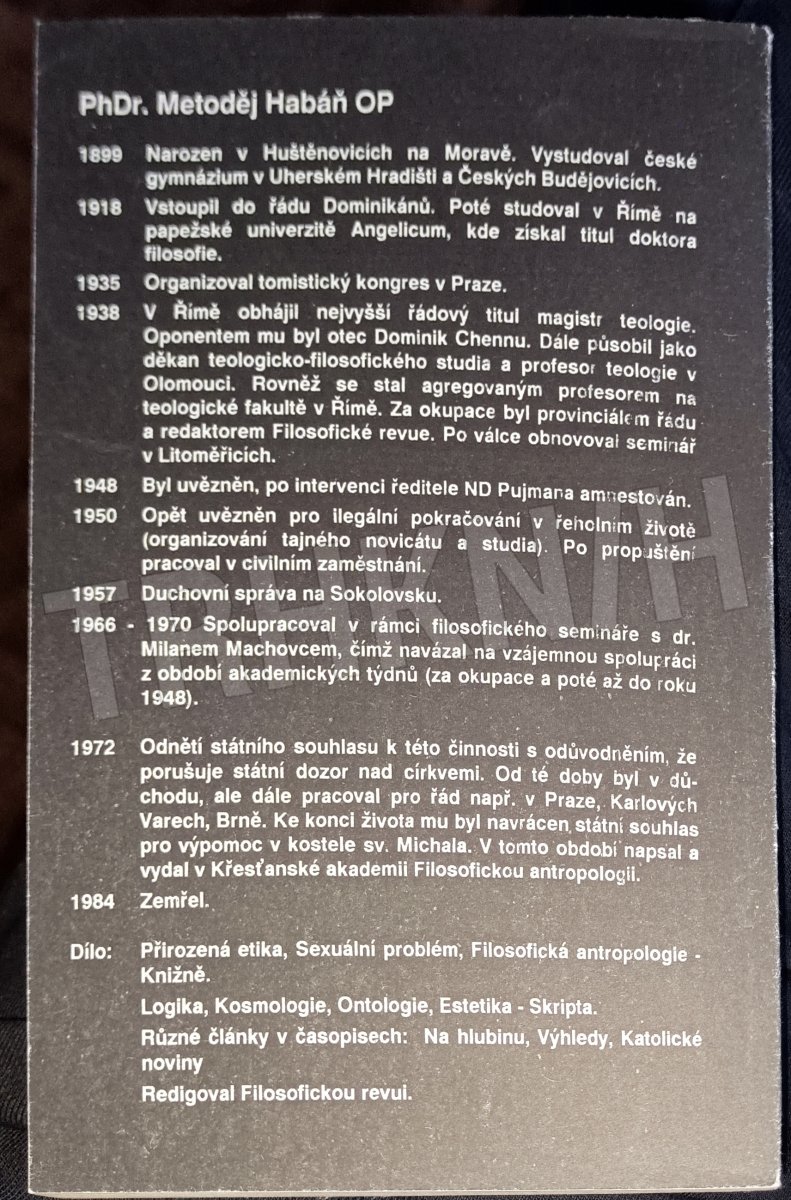 PhDr. Metoděj Habáň OP
1899 Narozen v Huštěnovicích na Moravě. Vystudoval české
gymnázium v Uherském Hradišti a Českých Budějovicích.
1918 Vstoupil do řádu Dominikánů. Poté studoval v Římě na
papežské univerzitě Angelicum, kde získal titul doktora
filosofie.
1935 Organizoval tomistický kongres v Praze.
1938 V Římě obhájil nejvyšší řádový titul magistr teologie.
Oponentem mu byl otec Dominik Chennu. Dále působil jako
děkan teologicko-filosofického studia a profesor teologie v
Olomouci. Rovněž se stal agregovaným profesorem na
teologické fakultě v Římě. Za okupace byl provinciálem řádu
a redaktorem Filosofické revue. Po válce obnovoval seminář
v Litoměřicích.
1948 Byl uvězněn, po intervenci ředitele ND Pujmana amnestován.
1950 Opět uvězněn pro ilegální pokračování v řeholním životě
(organizování tajného novicátu a studia). Po propuštění
pracoval v civilním zaměstnání.
1957 Duchovní správa na Sokolovsku.
1966 - 1970 Spolupracoval v rámci filosofického semináře s dr.
Milanem Machovcem, čímž navázal na vzájemnou spolupráci
z období akademických týdnů (za okupace a poté až do roku
1948).
1972 Odnětí státního souhlasu k této činnosti s odůvodněním, že
porušuje státní dozor nad církvemi. Od té doby byl v dů-
chodu, ale dále pracoval pro řád např. v Praze, Karlových
Varech, Brně. Ke konci života mu byl navrácen státní souhlas
pro výpomoc v kostele sv. Michala. V tomto období napsal a
vydal v Křesťanské akademii Filosofickou antropologii.
1984 Zemřel.
Dílo: Přirozená etika, Sexuální problém, Filosofická antropologie -
Knižně.
Logika, Kosmologie, Ontologie, Estetika - Skripta.
Různé články v časopisech: Na hlubinu, Výhledy, Katolické
noviny
Redigoval Filosofickou revui.
TRHKN/H